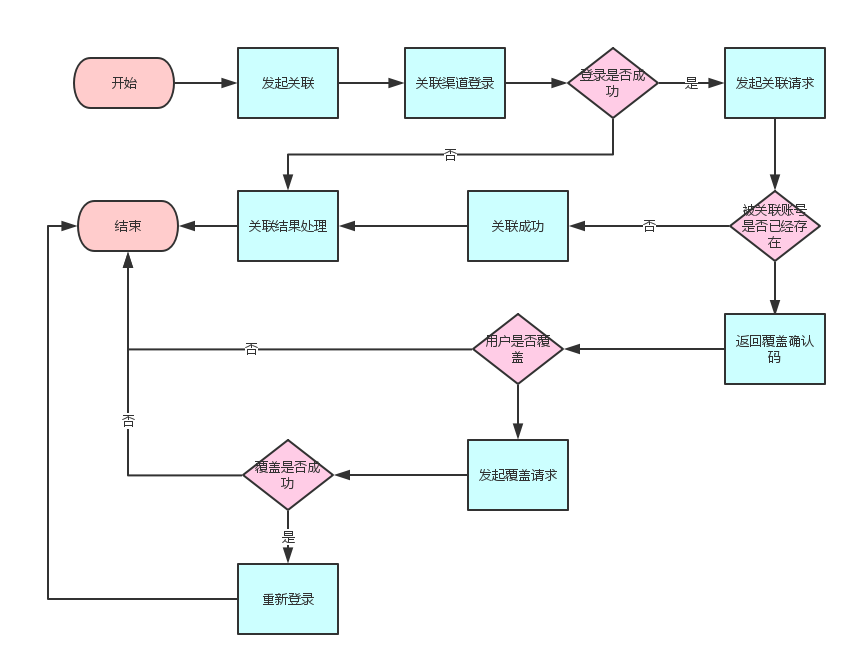 开始
发起关联
关联渠道登录
登录是否成
功
是
发起关联请求
否
结束
关联结果处理
关联成功
否
被关联账号
是否已经存
在
否
用户是否覆
盖
返回覆盖确认
码
否
覆盖是否成
功
发起覆盖请求
是
重新登录